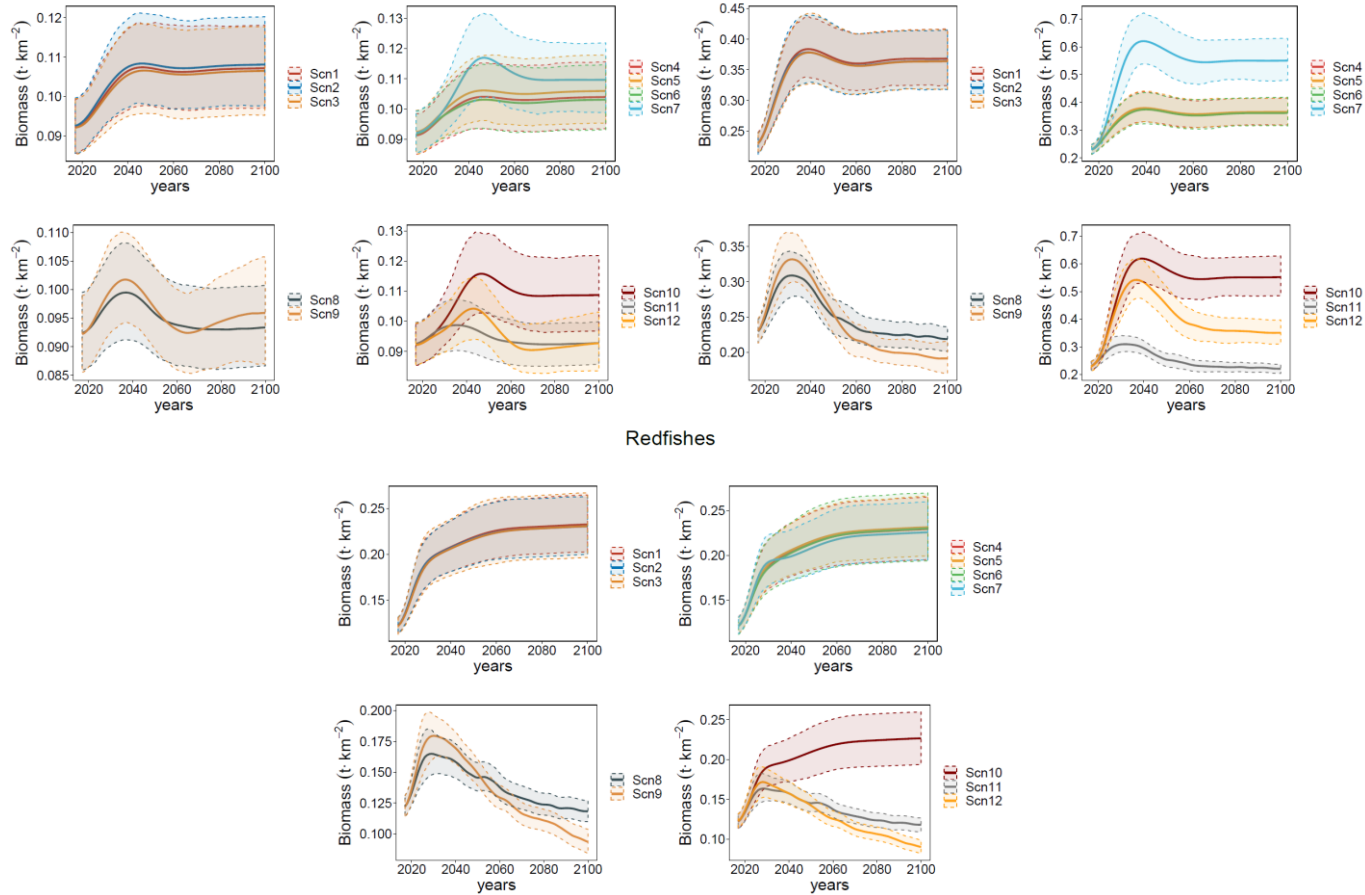 Biomass (t· km⁻²)
0.12
0.11
0.10
0.09
2020 2040 2060 2080 2100
years
Scn1
Scn2
Scn3
Biomass (t· km⁻²)
0.13
0.12
0.11
0.10
0.09
2020 2040 2060 2080 2100
years
Scn4
Scn5
Scn6
Scn7
Biomass (t· km⁻²)
0.45
0.40
0.35
0.30
0.25
2020 2040 2060 2080 2100
years
Scn1
Scn2
Scn3
Biomass (t· km⁻²)
0.7
0.6
0.5
0.4
0.3
0.2
2020 2040 2060 2080 2100
years
Scn4
Scn5
Scn6
Scn7
Biomass (t· km⁻²)
0.110
0.105
0.100
0.095
0.090
0.085
2020 2040 2060 2080 2100
years
Scn8
Scn9
Biomass (t· km⁻²)
0.13
0.12
0.11
0.10
0.09
2020 2040 2060 2080 2100
years
Scn10
Scn11
Scn12
Biomass (t· km⁻²)
0.35
0.30
0.25
0.20
2020 2040 2060 2080 2100
years
Scn8
Scn9
Biomass (t· km⁻²)
0.7
0.6
0.5
0.4
0.3
0.2
2020 2040 2060 2080 2100
years
Scn10
Scn11
Scn12
Redfishes
Biomass (t· km⁻²)
0.25
0.20
0.15
2020 2040 2060 2080 2100
years
Scn1
Scn2
Scn3
Biomass (t· km⁻²)
0.25
0.20
0.15
2020 2040 2060 2080 2100
years
Scn4
Scn5
Scn6
Scn7
Biomass (t· km⁻²)
0.200
0.175
0.150
0.125
0.100
2020 2040 2060 2080 2100
years
Scn8
Scn9
Biomass (t· km⁻²)
0.25
0.20
0.15
0.10
2020 2040 2060 2080 2100
years
Scn10
Scn11
Scn12